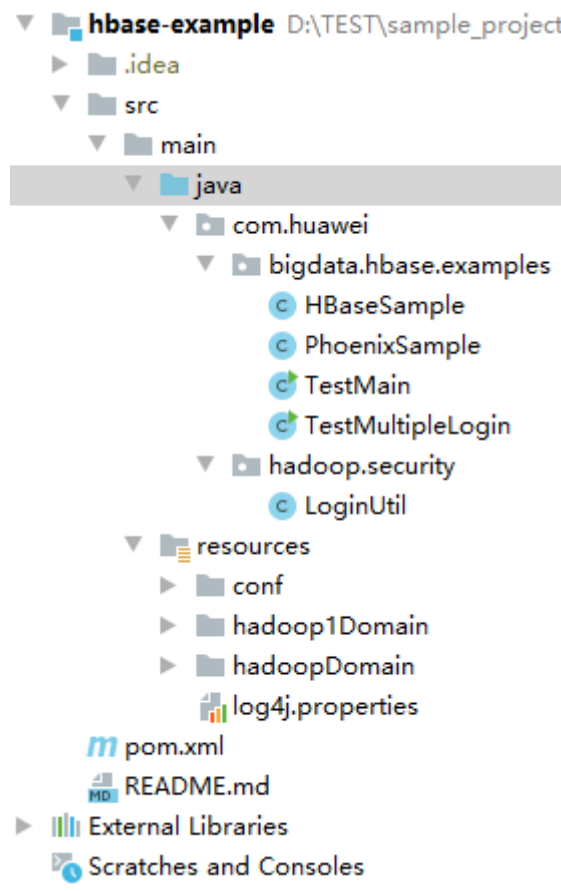 hbase-example D:\TEST\sample_project
.idea
src
main
java
com.huawei
bigdata.hbase.examples
HBaseSample
PhoenixSample
TestMain
TestMultipleLogin
hadoop.security
LoginUtil
resources
conf
hadoop1Domain
hadoopDomain
log4j.properties
pom.xml
README.md
External Libraries
Scratches and Consoles